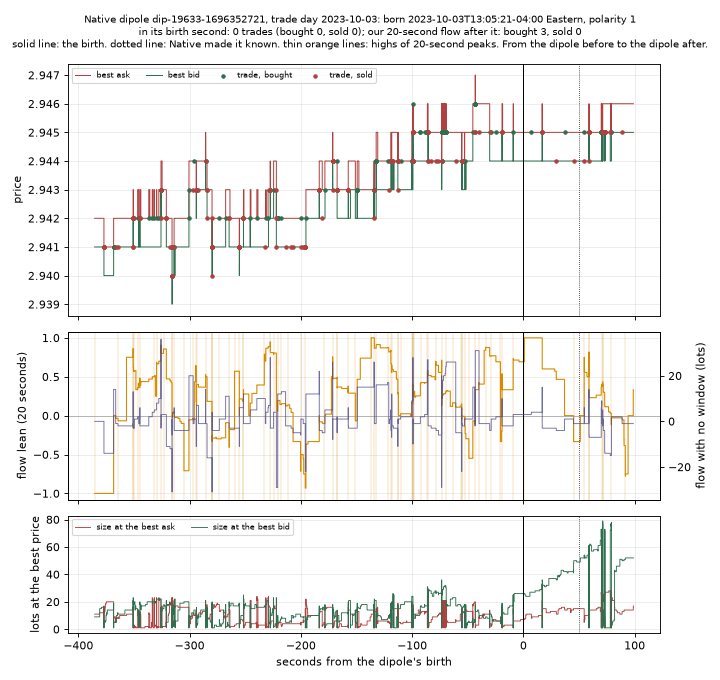 Native dipole dip-19633-1696352721, trade day 2023-10-03: born 2023-10-03T13:05:21-04:00 Eastern, polarity 1
in its birth second: 0 trades (bought 0, sold 0); our 20-second flow after it: bought 3, sold 0
solid line: the birth. dotted line: Native made it known. thin orange lines: highs of 20-second peaks. From the dipole before to the dipole after.
best ask
best bid
trade, bought
trade, sold
2.947
2.946
2.945
2.944
2.943
2.942
2.941
2.940
2.939
price
1.0
0.5
0.0
−0.5
−1.0
flow lean (20 seconds)
20
0
−20
flow with no window (lots)
size at the best ask
size at the best bid
80
60
40
20
0
lots at the best price
−400
−300
−200
−100
0
100
seconds from the dipole's birth